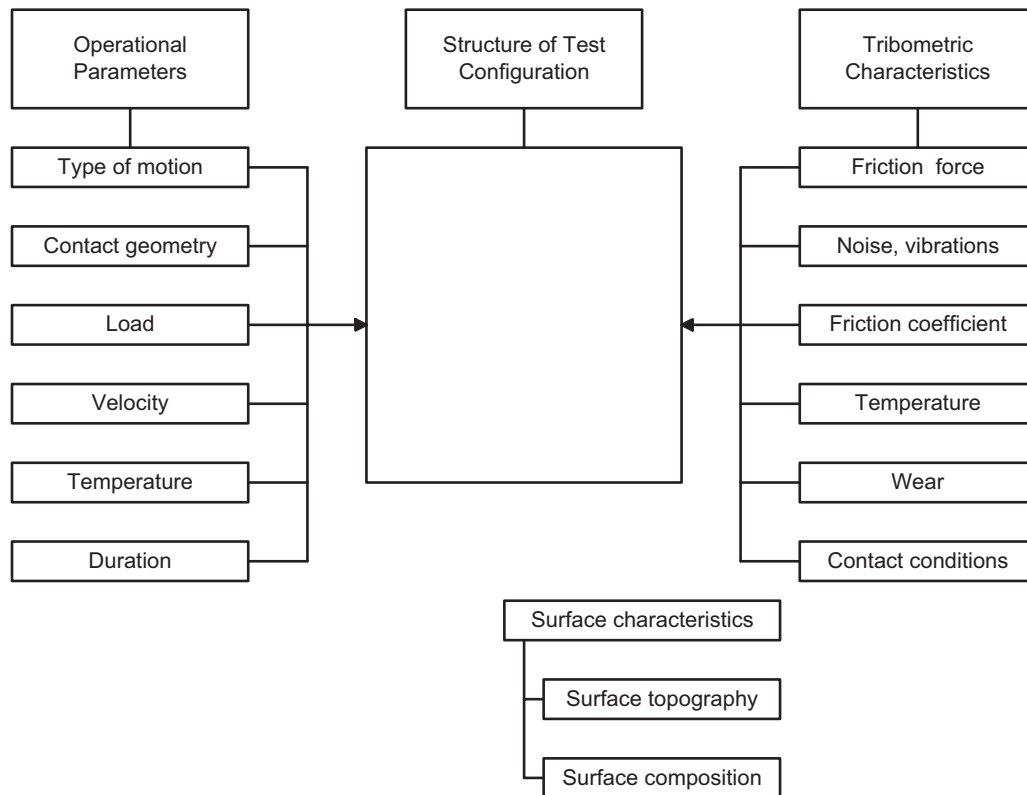 Operational
Parameters
Structure of Test
Configuration
Tribometric
Characteristics
Type of motion
Contact geometry
Load
Velocity
Temperature
Duration
Friction force
Noise, vibrations
Friction coefficient
Temperature
Wear
Contact conditions
Surface characteristics
Surface topography
Surface composition